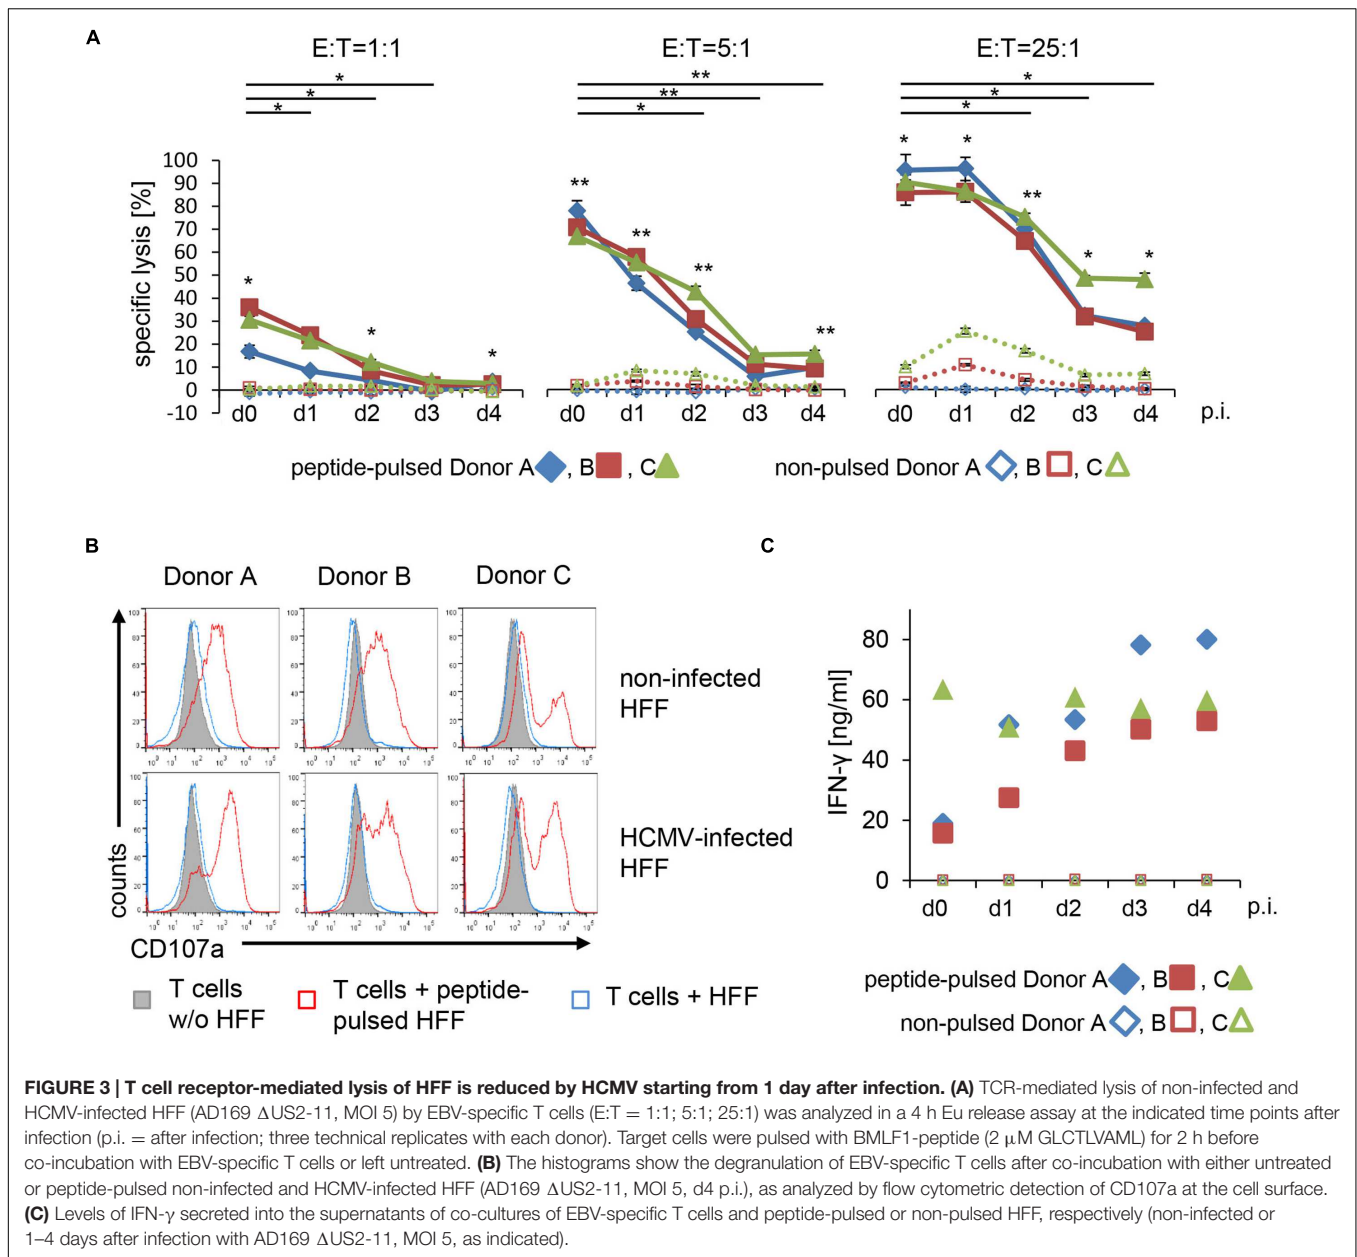 A
E:T=1:1 E:T=5:1 E:T=25:1
* ** *
* ** *
* * *
* ** ** ** ** * * ** * *
* * *
specific lysis [%]
100
90
80
70
60
50
40
30
20
10
0
-10
d0 d1 d2 d3 d4 d0 d1 d2 d3 d4 d0 d1 d2 d3 d4 p.i.
peptide-pulsed Donor A , B , C non-pulsed Donor A , B , C
B
Donor A Donor B Donor C
non-infected
HFF
HCMV-infected
HFF
counts
CD107a
T cells
w/o HFF
T cells + peptide-
pulsed HFF
T cells + HFF
C
IFN-γ [ng/ml]
80
60
40
20
0
d0 d1 d2 d3 d4 p.i.
peptide-pulsed Donor A , B , C
non-pulsed Donor A , B , C
FIGURE 3 | T cell receptor-mediated lysis of HFF is reduced by HCMV starting from 1 day after infection. (A) TCR-mediated lysis of non-infected and
HCMV-infected HFF (AD169 ΔUS2-11, MOI 5) by EBV-specific T cells (E:T = 1:1; 5:1; 25:1) was analyzed in a 4 h Eu release assay at the indicated time points after
infection (p.i. = after infection; three technical replicates with each donor). Target cells were pulsed with BMLF1-peptide (2 μM GLCTLVAML) for 2 h before
co-incubation with EBV-specific T cells or left untreated. (B) The histograms show the degranulation of EBV-specific T cells after co-incubation with either untreated
or peptide-pulsed non-infected and HCMV-infected HFF (AD169 ΔUS2-11, MOI 5, d4 p.i.), as analyzed by flow cytometric detection of CD107a at the cell surface.
(C) Levels of IFN-γ secreted into the supernatants of co-cultures of EBV-specific T cells and peptide-pulsed or non-pulsed HFF, respectively (non-infected or
1–4 days after infection with AD169 ΔUS2-11, MOI 5, as indicated).